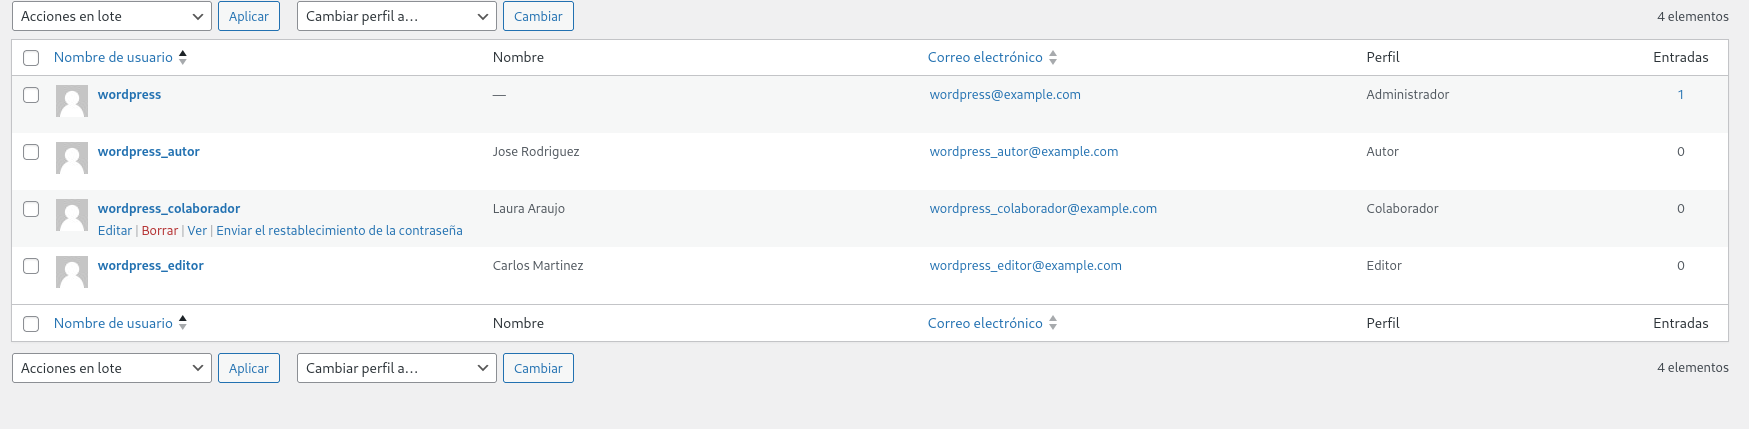 Acciones en lote Aplicar Cambiar perfil a... Cambiar 4 elementos
Nombre de usuario Nombre Correo electrónico Perfil Entradas
wordpress — wordpress@example.com Administrador 1
wordpress_autor Jose Rodriguez wordpress_autor@example.com Autor 0
wordpress_colaborador Laura Araujo wordpress_colaborador@example.com Colaborador 0
Editar | Borrar | Ver | Enviar el restablecimiento de la contraseña
wordpress_editor Carlos Martinez wordpress_editor@example.com Editor 0
Nombre de usuario Nombre Correo electrónico Perfil Entradas
Acciones en lote Aplicar Cambiar perfil a... Cambiar 4 elementos